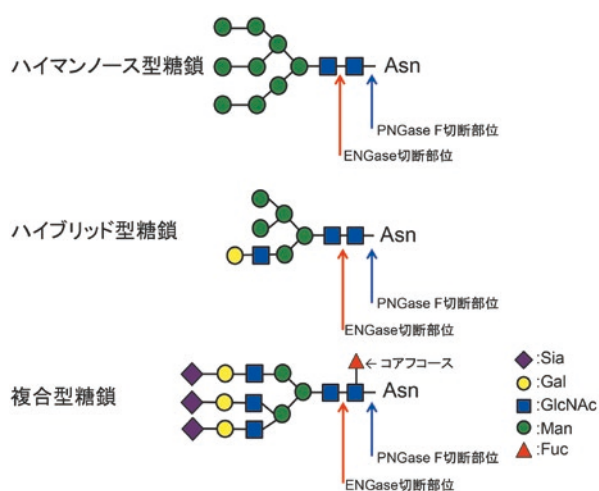 ハイマンノース型糖鎖
Asn
PNGase F切断部位
ENGase切断部位
ハイブリッド型糖鎖
Asn
PNGase F切断部位
ENGase切断部位
複合型糖鎖
←コアフコース
Asn
PNGase F切断部位
ENGase切断部位
:Sia
:Gal
:GlcNAc
:Man
:Fuc